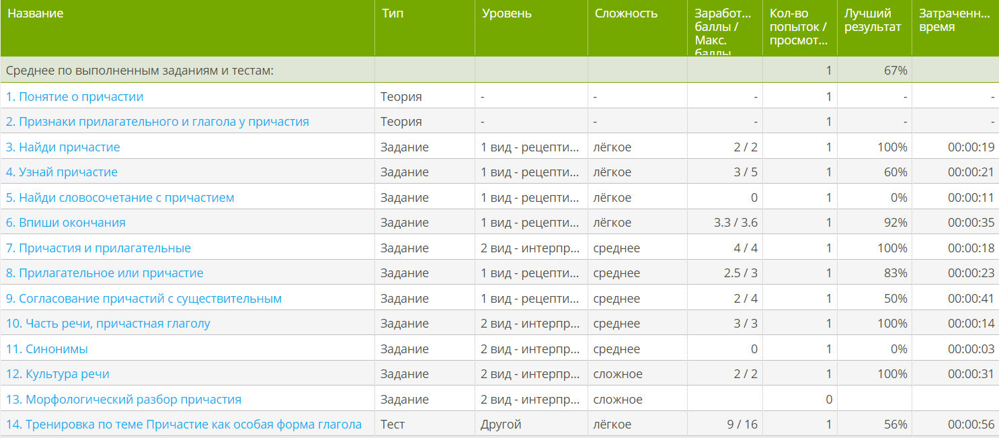 Название Тип Уровень Сложность Заработ... баллы / Макс. баллы Кол-во попыток / просмот... Лучший результат Затраченн... время
Среднее по выполненным заданиям и тестам: 1 67%
1. Понятие о причастии Теория - - - 1 - -
2. Признаки прилагательного и глагола у причастия Теория - - - 1 - -
3. Найди причастие Задание 1 вид - рецепти... лёгкое 2 / 2 1 100% 00:00:19
4. Узнай причастие Задание 1 вид - рецепти... лёгкое 3 / 5 1 60% 00:00:21
5. Найди словосочетание с причастием Задание 1 вид - рецепти... лёгкое 0 1 0% 00:00:11
6. Впиши окончания Задание 1 вид - рецепти... лёгкое 3.3 / 3.6 1 92% 00:00:35
7. Причастия и прилагательные Задание 2 вид - интерпр... среднее 4 / 4 1 100% 00:00:18
8. Прилагательное или причастие Задание 1 вид - рецепти... среднее 2.5 / 3 1 83% 00:00:23
9. Согласование причастий с существительным Задание 1 вид - рецепти... среднее 2 / 4 1 50% 00:00:41
10. Часть речи, причастная глаголу Задание 2 вид - интерпр... среднее 3 / 3 1 100% 00:00:14
11. Синонимы Задание 2 вид - интерпр... среднее 0 1 0% 00:00:03
12. Культура речи Задание 2 вид - интерпр... сложное 2 / 2 1 100% 00:00:31
13. Морфологический разбор причастия Задание 2 вид - интерпр... сложное 0
14. Тренировка по теме Причастие как особая форма глагола Тест Другой лёгкое 9 / 16 1 56% 00:00:56